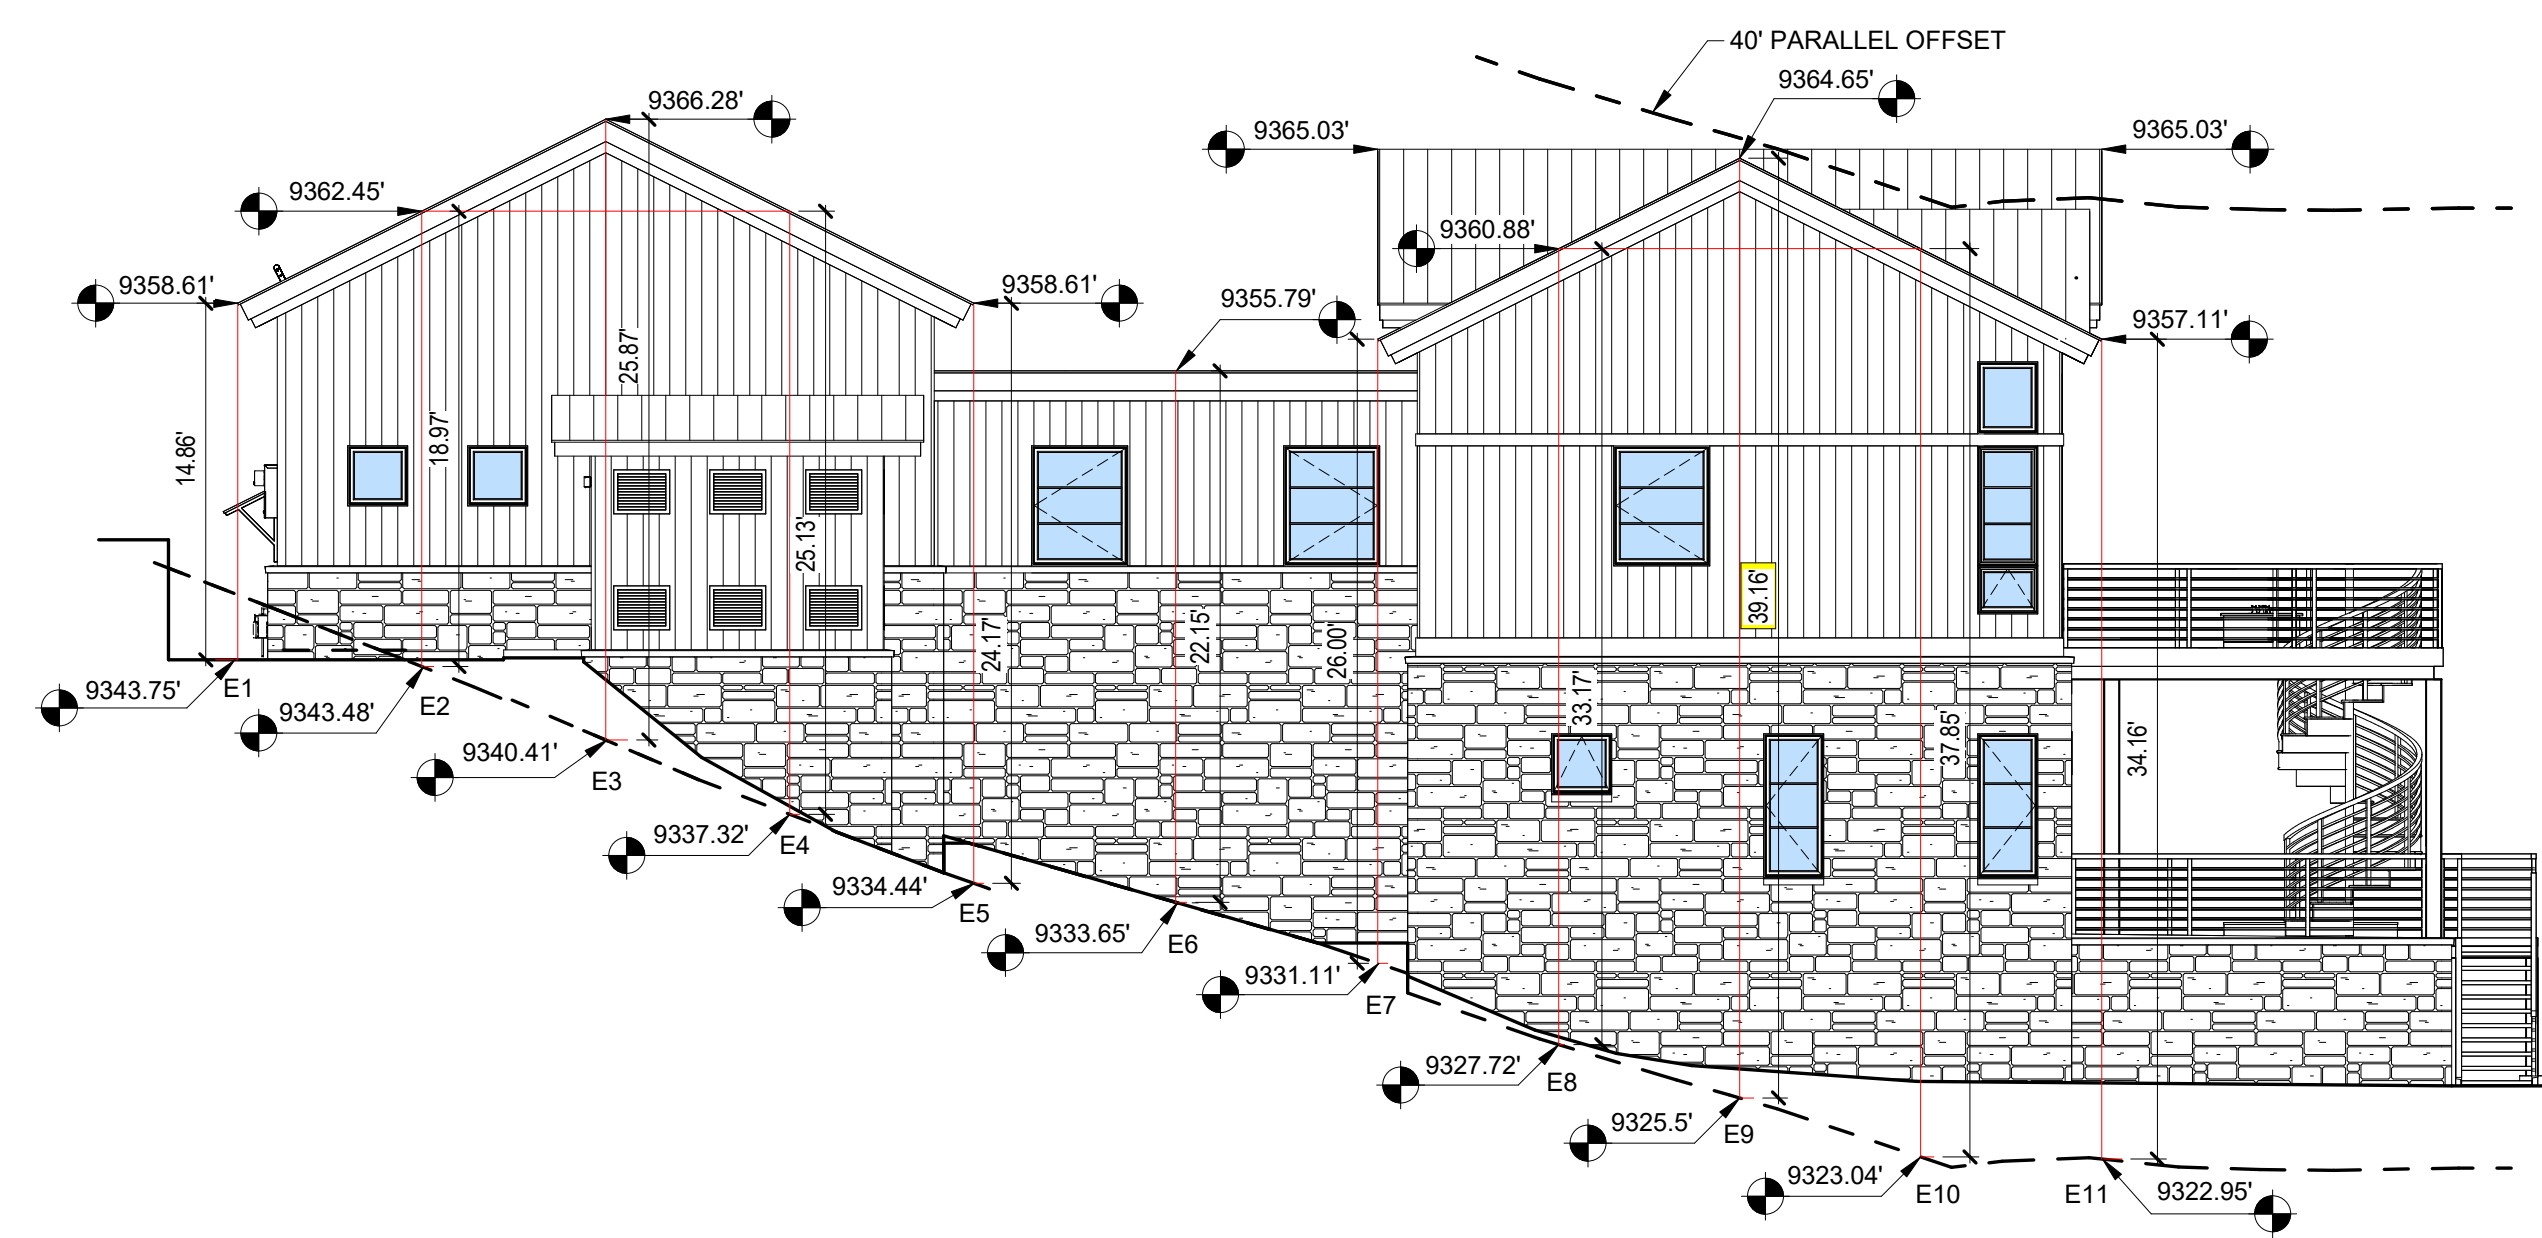 40' PARALLEL OFFSET
9364.65'
9366.28'
9365.03'
9365.03'
9362.45'
9360.88'
9358.61'
9358.61'
9355.79'
9357.11'
25.87'
18.97'
14.86'
25.13'
39.16'
24.17'
22.15'
26.00'
33.17'
37.85'
34.16'
9343.75'
E1
9343.48'
E2
9340.41'
E3
9337.32'
E4
9334.44'
E5
9333.65'
E6
9331.11'
E7
9327.72'
E8
9325.5'
E9
9323.04'
E10
E11
9322.95'